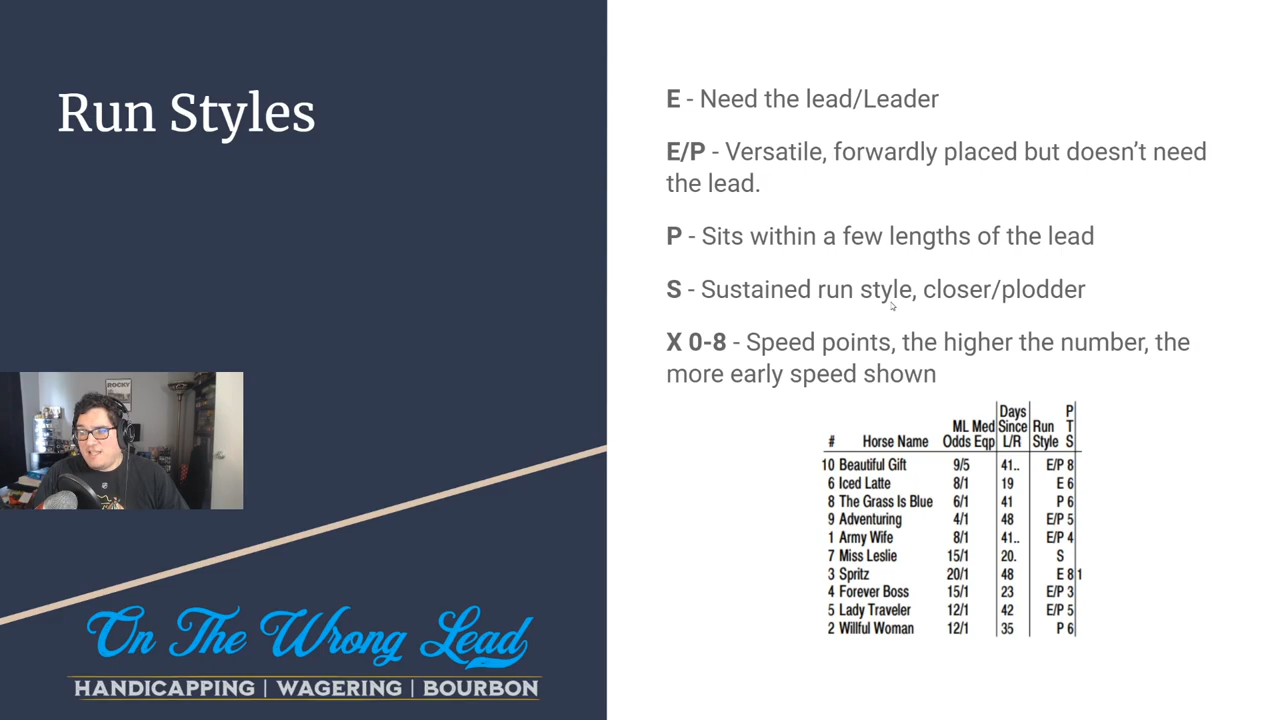 Run Styles
E - Need the lead/Leader
E/P - Versatile, forwardly placed but doesn't need
the lead.
P - Sits within a few lengths of the lead
S - Sustained run style, closer/plodder
X 0-8 - Speed points, the higher the number, the
more early speed shown
Days P
ML Med Since Run T
# Horse Name Odds Eqp L/R Style S
10 Beautiful Gift 9/5 41.. E/P 8
6 Iced Latte 8/1 19 E 6
8 The Grass Is Blue 6/1 41 P 6
9 Adventuring 4/1 48 E/P 5
1 Army Wife 8/1 41.. E/P 4
7 Miss Leslie 15/1 20. S
3 Spritz 20/1 48 E 8 1
4 Forever Boss 15/1 23 E/P 3
5 Lady Traveler 12/1 42 E/P 5
2 Willful Woman 12/1 35 P 6
ROCKY
On The Wrong Lead
HANDICAPPING | WAGERING | BOURBON